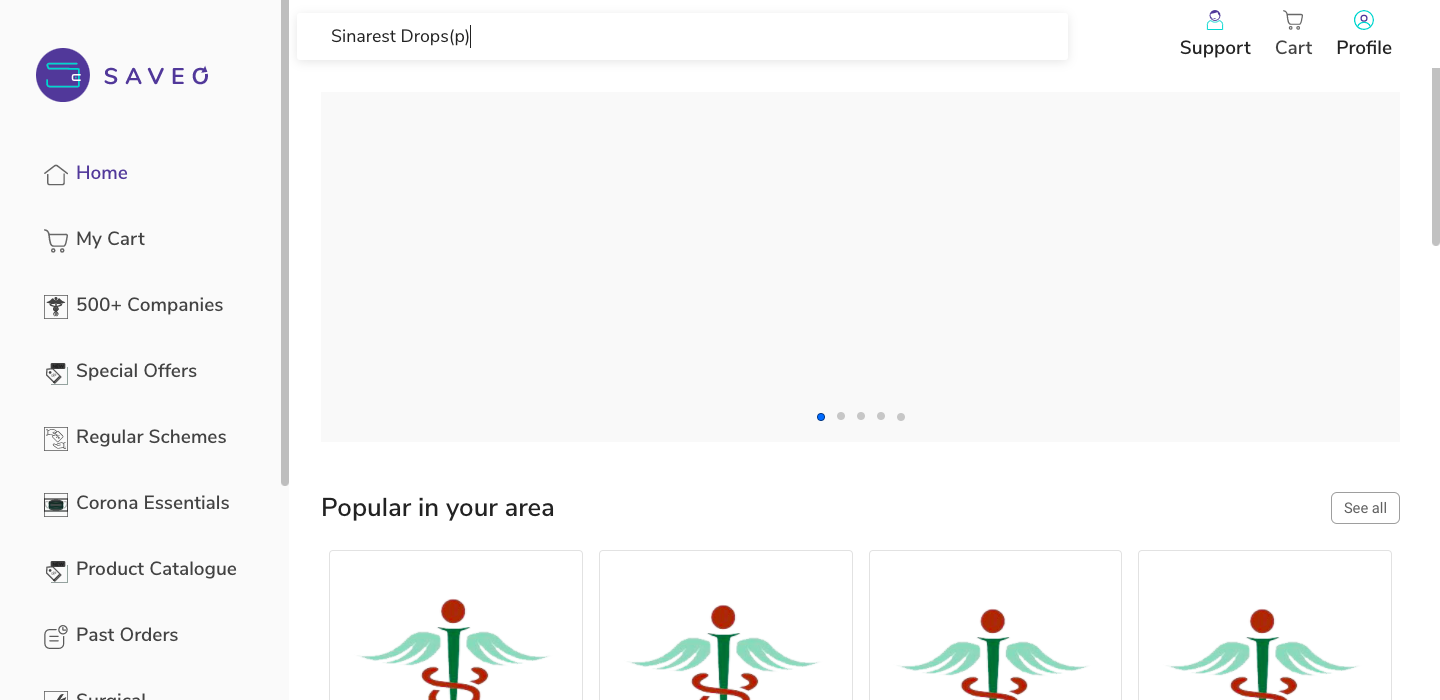 Sinarest Drops(p)
Support
Cart
Profile
SAVEO
Home
My Cart
500+ Companies
Special Offers
Regular Schemes
Corona Essentials
Product Catalogue
Past Orders
Surgical
Popular in your area
See all